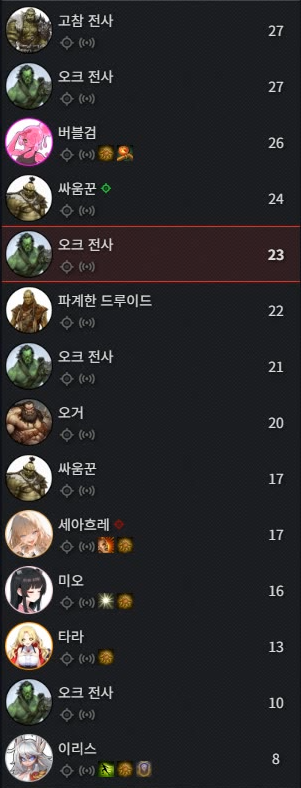 고참 전사 27
오크 전사 27
버블검 26
싸움꾼 24
오크 전사 23
파계한 드루이드 22
오크 전사 21
오거 20
싸움꾼 17
세아흐레 17
미오 16
타라 13
오크 전사 10
이리스 8